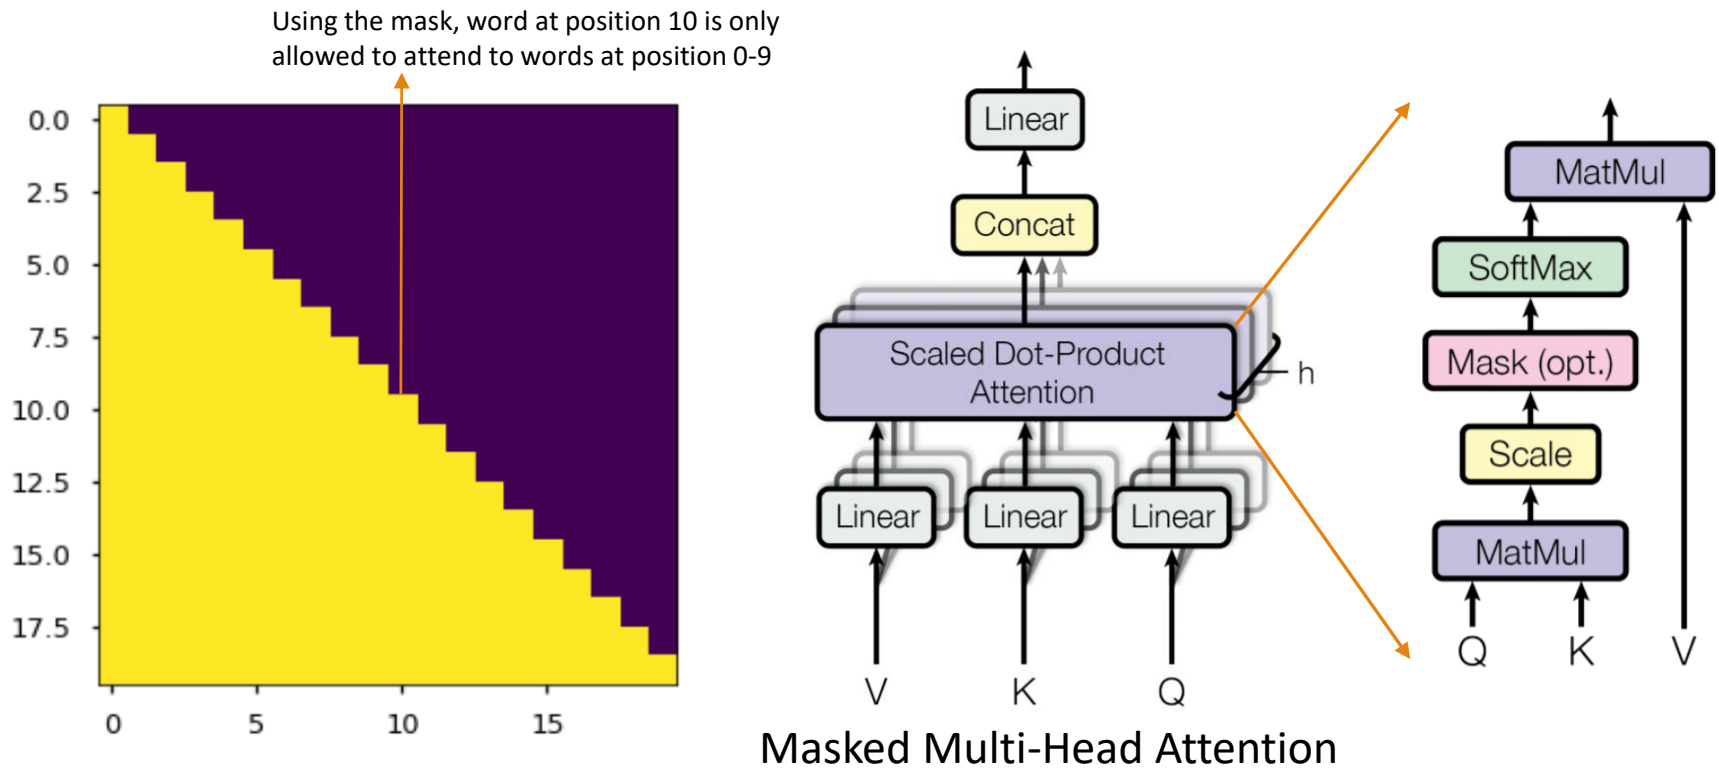 Using the mask, word at position 10 is only
allowed to attend to words at position 0-9
0.0
2.5
5.0
7.5
10.0
12.5
15.0
17.5
0 5 10 15
Linear
Concat
Scaled Dot-Product
Attention
h
Linear Linear Linear
V K Q
Masked Multi-Head Attention
MatMul
SoftMax
Mask (opt.)
Scale
MatMul
Q K V